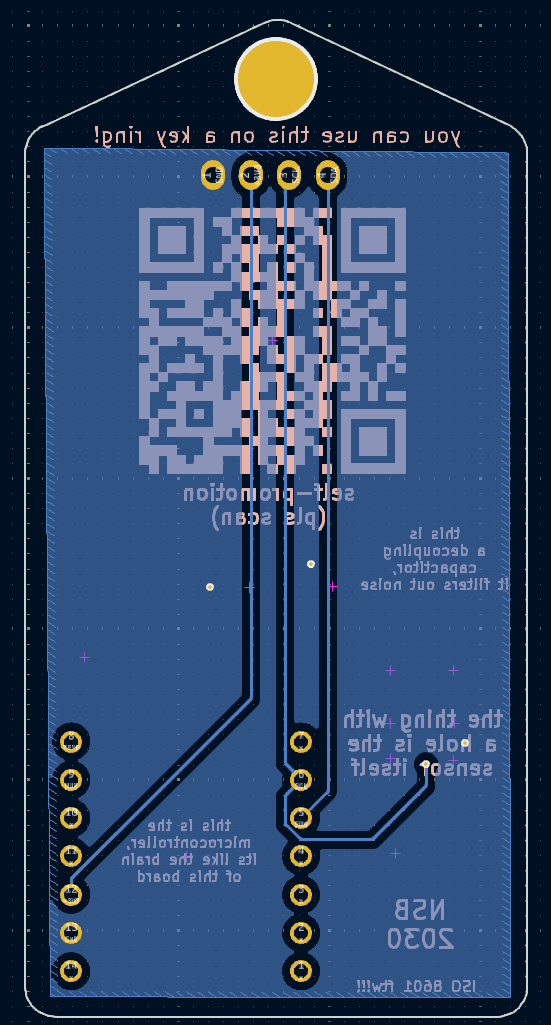 you can use this on a key ring!
self-promotion
(pls scan)
this is
a decoupling
capactitor,
it filters out noise
the thing with
a hole is the
sensor itself
this is the
microcontroller,
its like the brain
of this board
NSB
2030
ISO 8601 ftw!!!